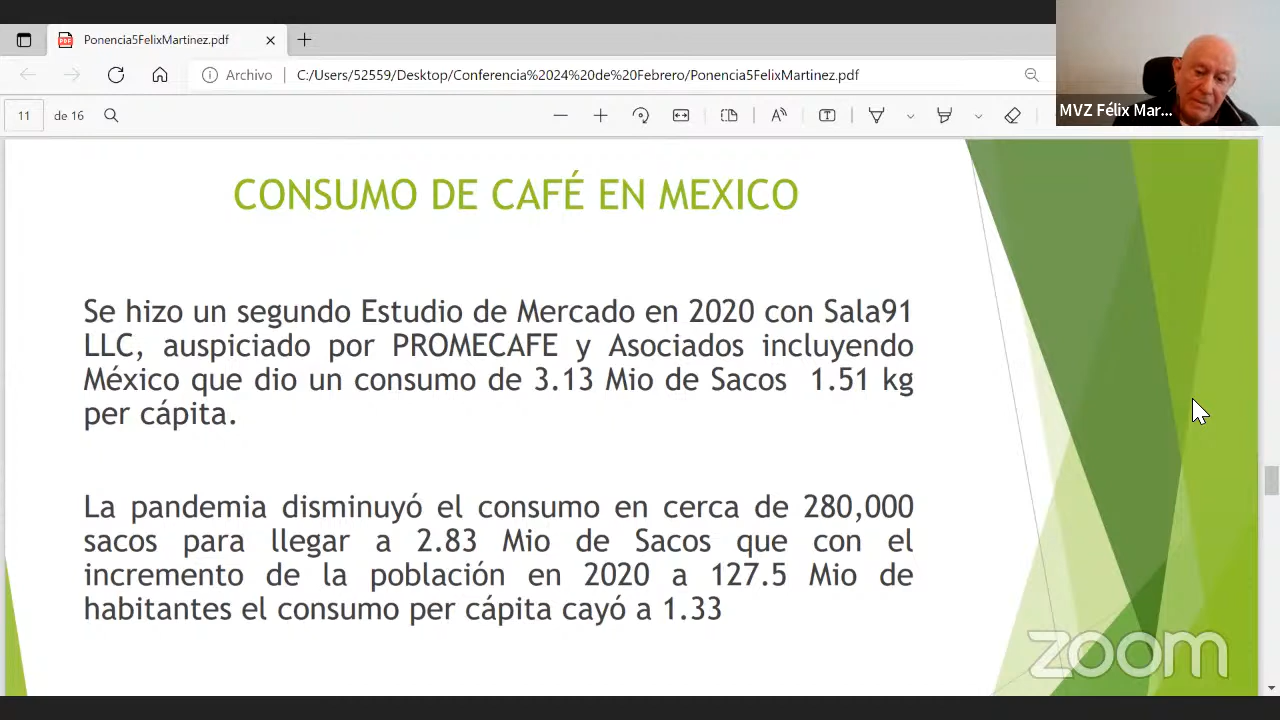 Ponencia5FelixMartinez.pdf
Archivo C:/Users/52559/Desktop/Conferencia%2024%20de%20Febrero/Ponencia5FelixMartinez.pdf
MVZ Félix Mar...
11 de 16
CONSUMO DE CAFÉ EN MEXICO
Se hizo un segundo Estudio de Mercado en 2020 con Sala91
LLC, auspiciado por PROMECAFE y Asociados incluyendo
México que dio un consumo de 3.13 Mio de Sacos 1.51 kg
per cápita.
La pandemia disminuyó el consumo en cerca de 280,000
sacos para llegar a 2.83 Mio de Sacos que con el
incremento de la población en 2020 a 127.5 Mio de
habitantes el consumo per cápita cayó a 1.33
zoom